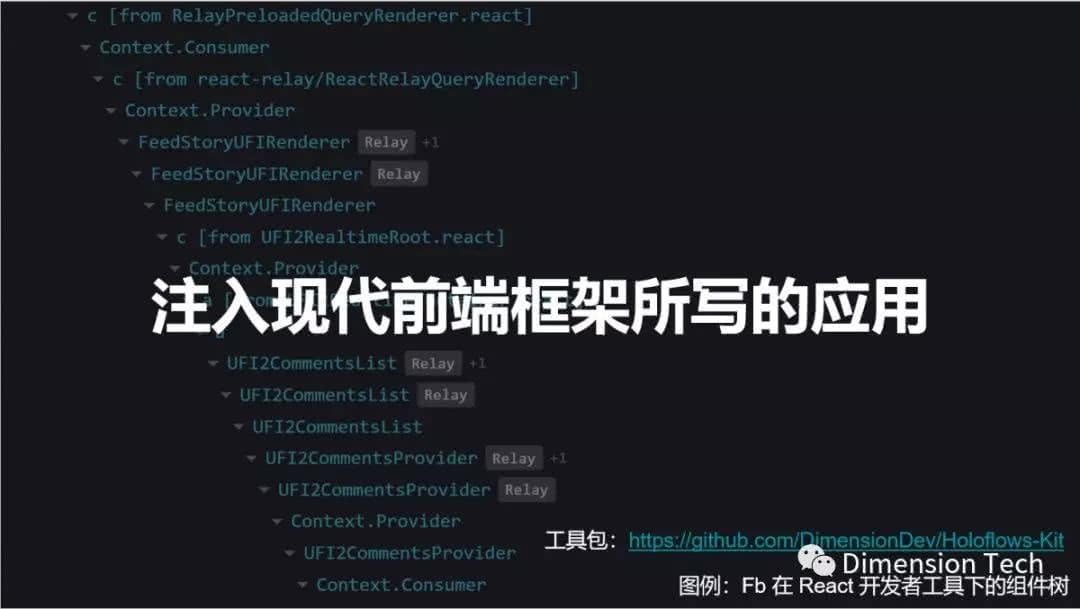 c [from RelayPreloadedQueryRenderer.react]
Context.Consumer
c [from react-relay/ReactRelayQueryRenderer]
Context.Provider
FeedStoryUFIRenderer Relay +1
FeedStoryUFIRenderer Relay
FeedStoryUFIRenderer
c [from UFI2RealtimeRoot.react]
Context.Provider
注入现代前端框架所写的应用
UFI2CommentsList Relay +1
UFI2CommentsList Relay
UFI2CommentsList
UFI2CommentsProvider Relay +1
UFI2CommentsProvider Relay
Context.Provider
工具包：https://github.com/DimensionDev/Holoflows-Kit
UFI2CommentsProvider
Dimension Tech
Context.Consumer
图例：Fb 在 React 开发者工具下的组件树